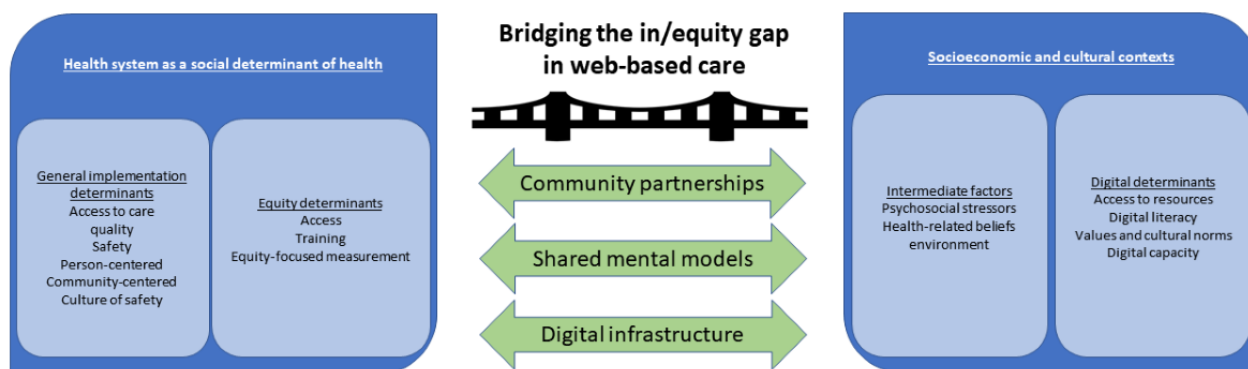 Health system as a social determinant of health
General implementation
determinants
Access to care
quality
Safety
Person-centered
Community-centered
Culture of safety
Equity determinants
Access
Training
Equity-focused measurement
Bridging the in/equity gap
in web-based care
Community partnerships
Shared mental models
Digital infrastructure
Socioeconomic and cultural contexts
Intermediate factors
Psychosocial stressors
Health-related beliefs
environment
Digital determinants
Access to resources
Digital literacy
Values and cultural norms
Digital capacity